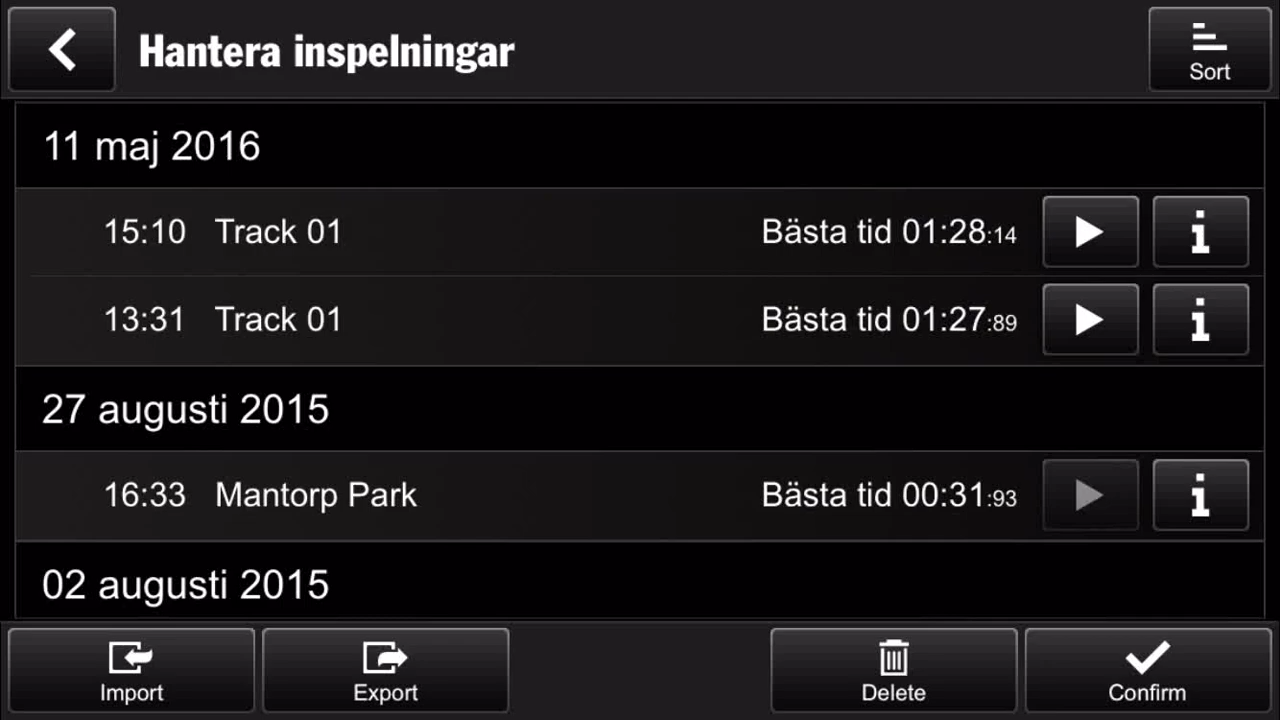 Hantera inspelningar
Sort
11 maj 2016
15:10 Track 01 Bästa tid 01:28:14
13:31 Track 01 Bästa tid 01:27:89
27 augusti 2015
16:33 Mantorp Park Bästa tid 00:31:93
02 augusti 2015
Import Export Delete Confirm